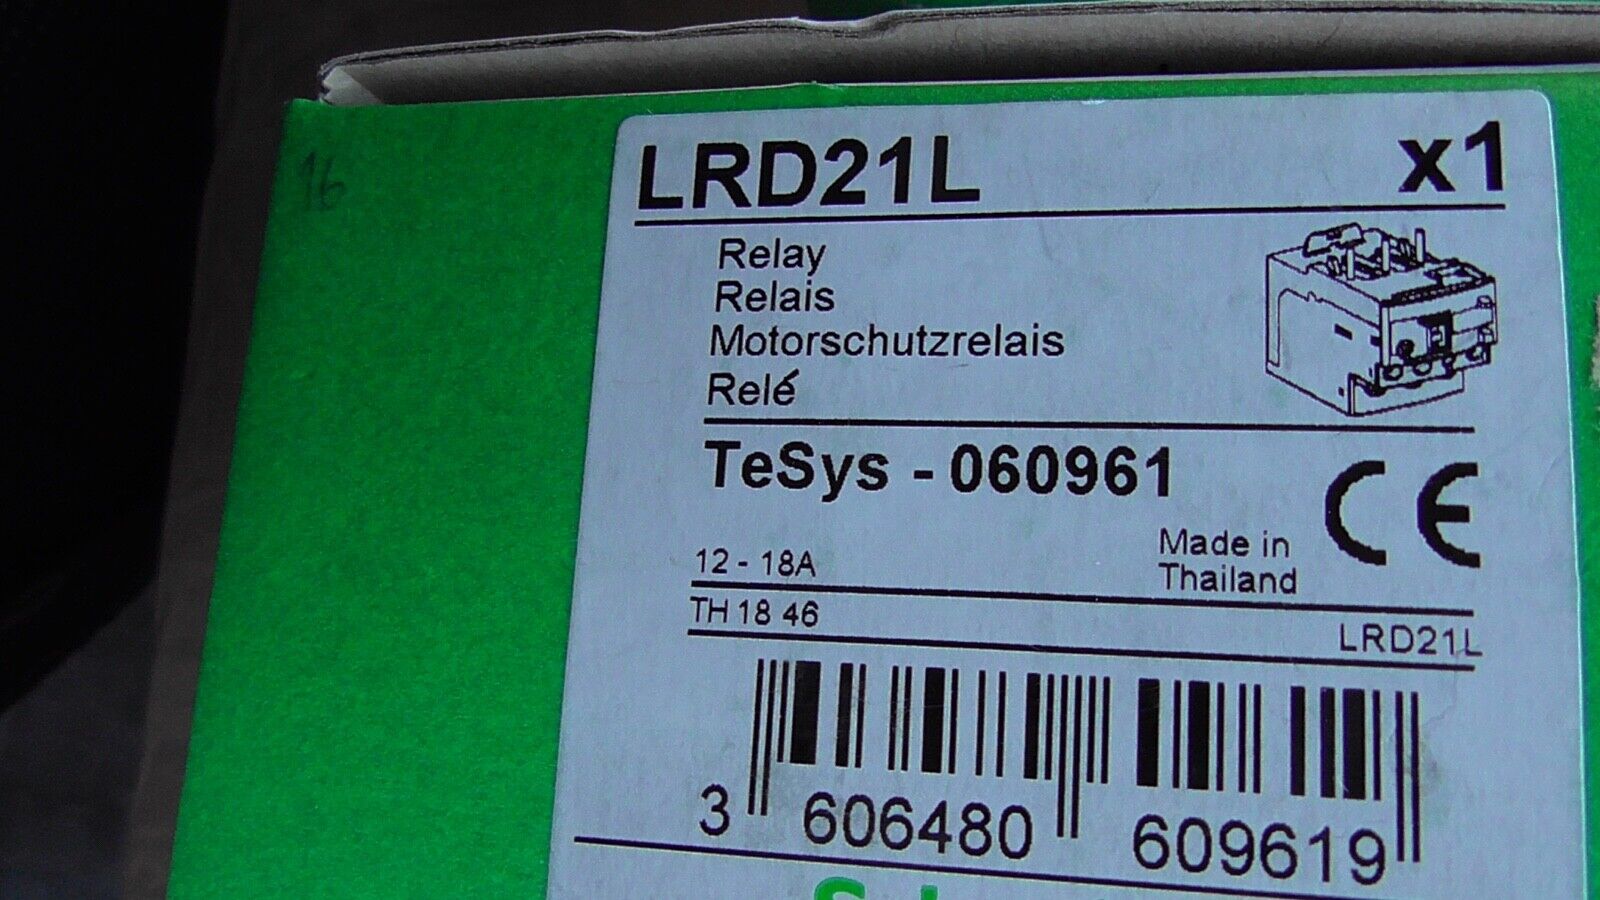 16
LRD21L x1
Relay
Relais
Motorschutzrelais
Relé
TeSys - 060961
CE
12 - 18A
Made in
Thailand
TH 18 46
LRD21L
3 606480 609619